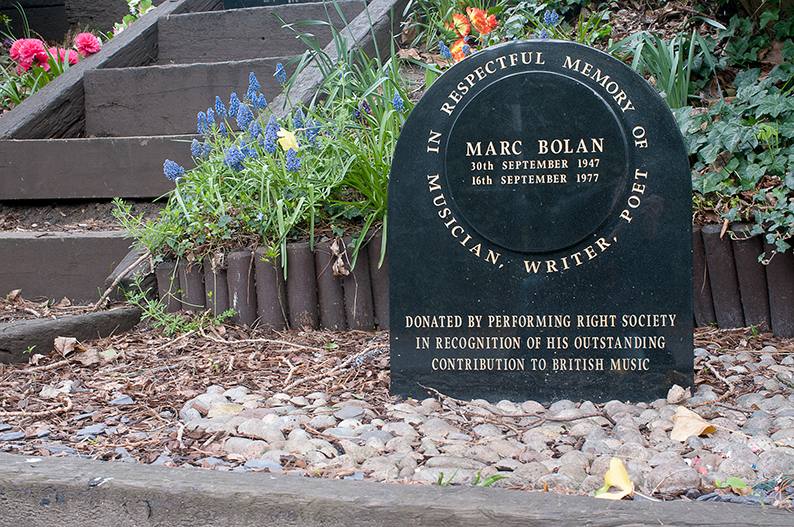 IN RESPECTFUL MEMORY OF
MARC BOLAN
30th SEPTEMBER 1947
16th SEPTEMBER 1977
MUSICIAN, WRITER, POET
DONATED BY PERFORMING RIGHT SOCIETY
IN RECOGNITION OF HIS OUTSTANDING
CONTRIBUTION TO BRITISH MUSIC